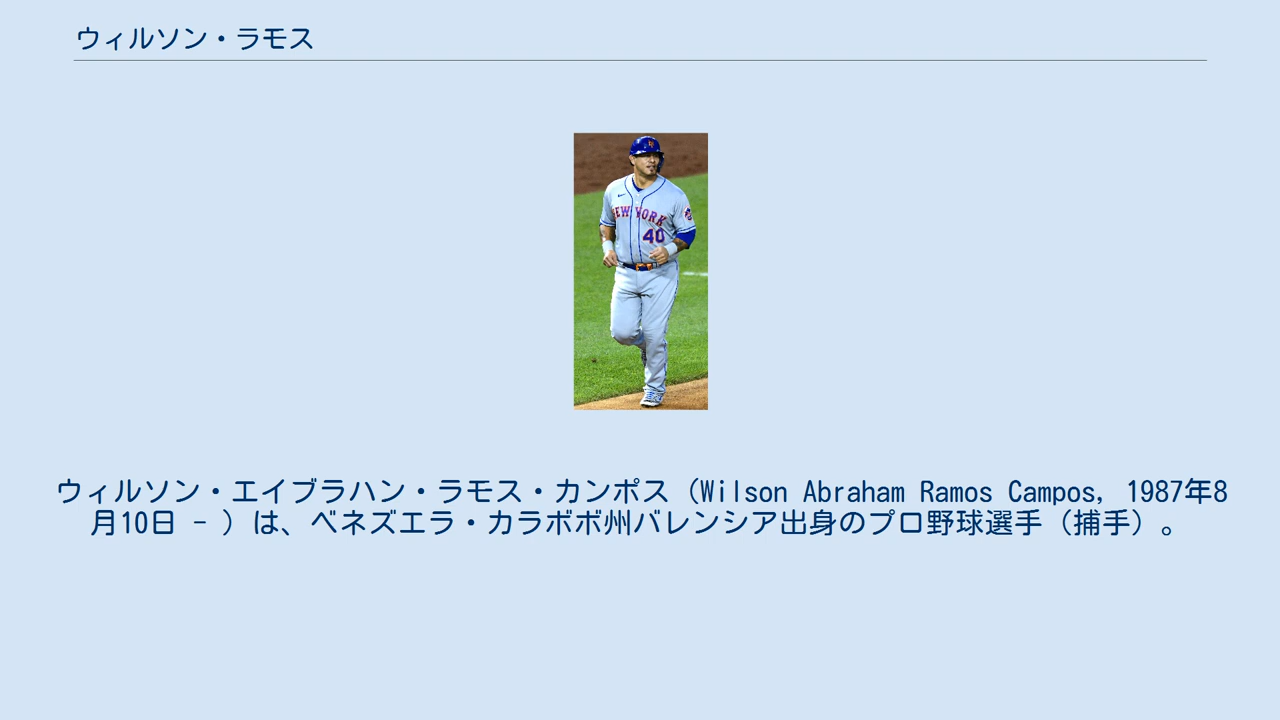 ウィルソン・ラモス
NEW YORK
40
ウィルソン・エイブラハン・ラモス・カンポス（Wilson Abraham Ramos Campos, 1987年8
月10日 - ）は、ベネズエラ・カラボボ州バレンシア出身のプロ野球選手（捕手）。